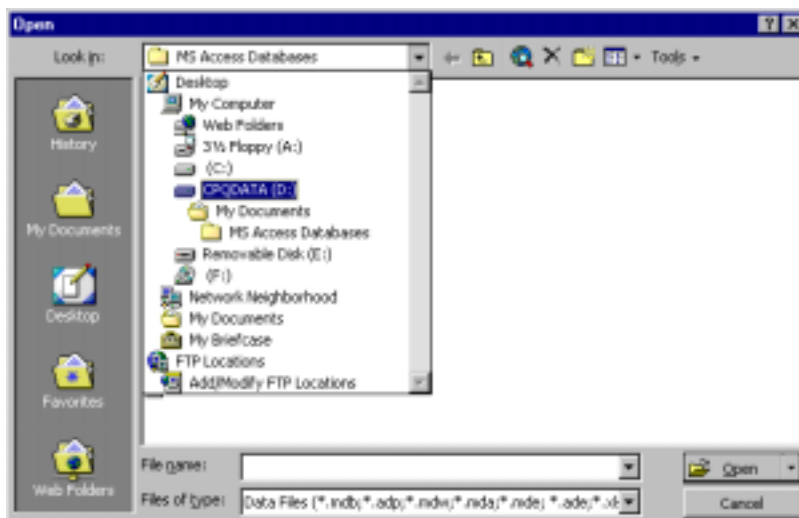 Open
Look in: MS Access Databases Tools
Desktop
My Computer
Web Folders
3½ Floppy (A:)
(C:)
CPQDATA (D:)
My Documents
MS Access Databases
Removable Disk (E:)
(F:)
Network Neighborhood
My Documents
My Briefcase
FTP Locations
Add/Modify FTP Locations
History
My Documents
Desktop
Favorites
Web Folders
File name:
Open
Files of type: Data Files (*.mdb;*.adp;*.mdw;*.mda;*.mde; *.ade;*.xl
Cancel